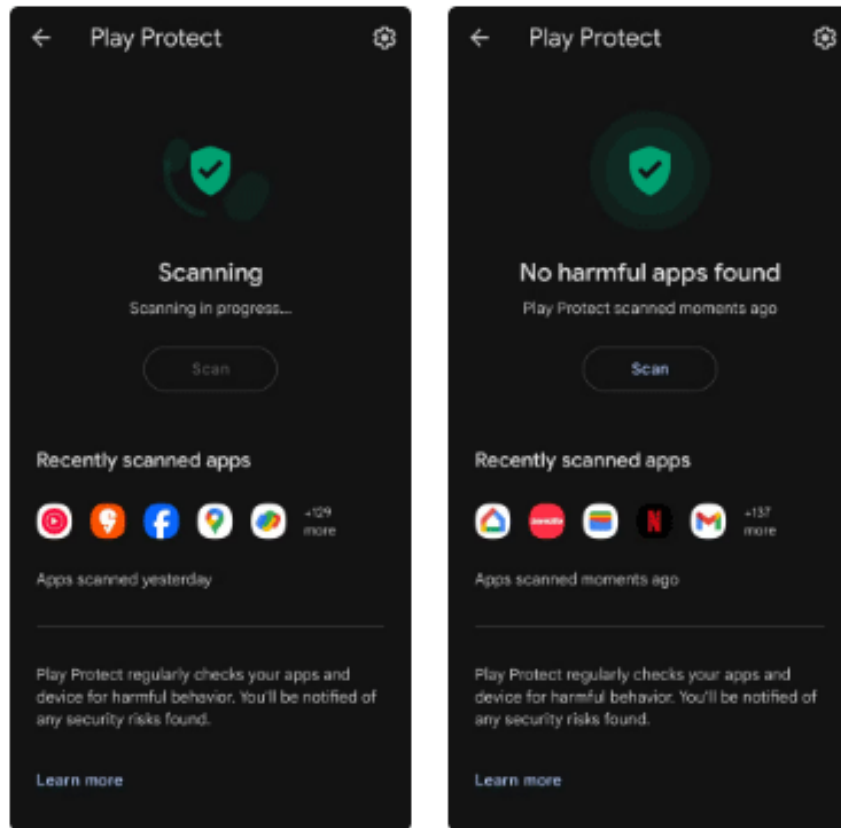 Play Protect
Scanning
Scanning in progress...
Scan
Recently scanned apps
+129
more
Apps scanned yesterday
Play Protect regularly checks your apps and
device for harmful behavior. You'll be notified of
any security risks found.
Learn more
Play Protect
No harmful apps found
Play Protect scanned moments ago
Scan
Recently scanned apps
zomato
N
M
+137
more
Apps scanned moments ago
Play Protect regularly checks your apps and
device for harmful behavior. You'll be notified of
any security risks found.
Learn more